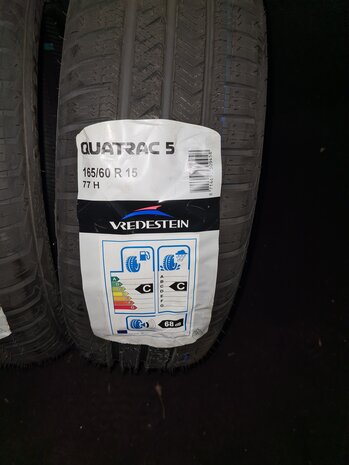 QUATRAC 5
165/60 R 15
77 H
VREDESTEIN
C
C
A
B
C
D
E
F
G
68 dB